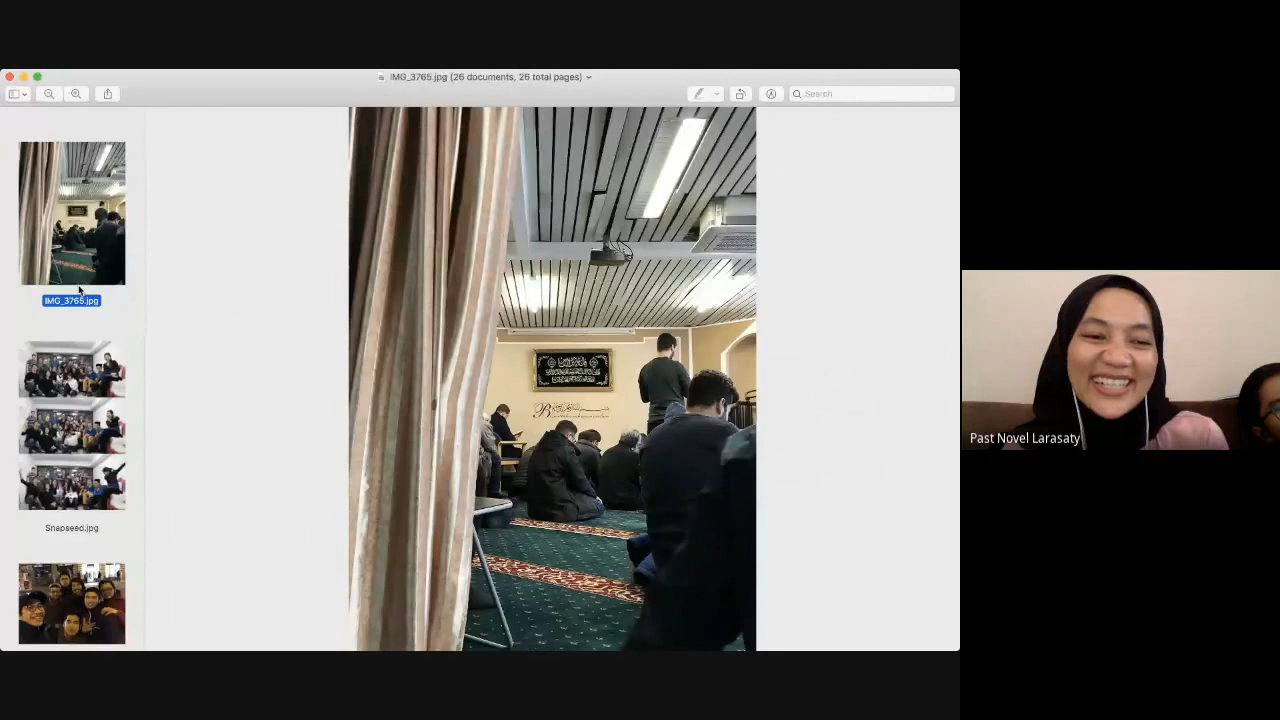 IMG_3765.jpg (26 documents, 26 total pages)
Search
IMG_3765.jpg
Snapseed.jpg
Past Novel Larasaty